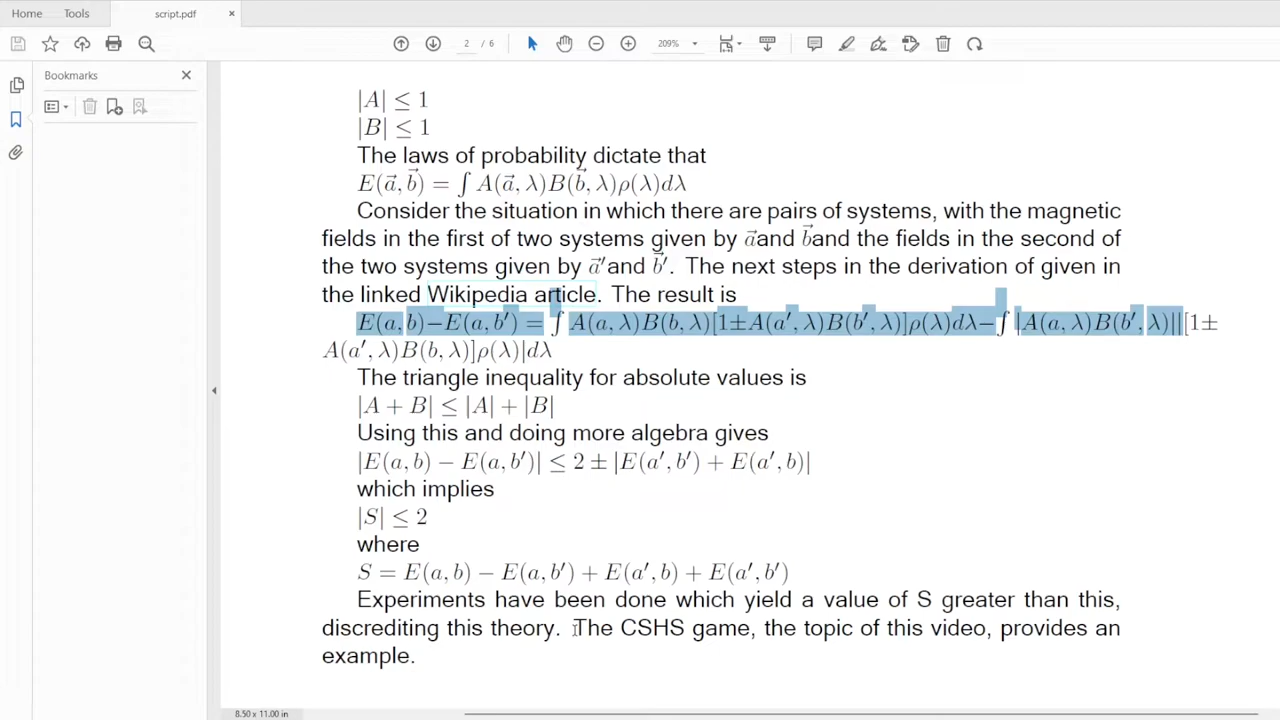 Home Tools script.pdf ×
2 / 6 209%
Bookmarks ×
|A| ≤ 1
|B| ≤ 1
The laws of probability dictate that
E(a⃗, b⃗) = ∫ A(a⃗, λ)B(b⃗, λ)ρ(λ)dλ
Consider the situation in which there are pairs of systems, with the magnetic
fields in the first of two systems given by a⃗and b⃗and the fields in the second of
the two systems given by a⃗′and b⃗′. The next steps in the derivation of given in
the linked Wikipedia article. The result is
E(a, b)−E(a, b′) = ∫ A(a, λ)B(b, λ)[1±A(a′, λ)B(b′, λ)]ρ(λ)dλ−∫ |A(a, λ)B(b′, λ)||[1±
A(a′, λ)B(b, λ)]ρ(λ)|dλ
The triangle inequality for absolute values is
|A + B| ≤ |A| + |B|
Using this and doing more algebra gives
|E(a, b) − E(a, b′)| ≤ 2 ± |E(a′, b′) + E(a′, b)|
which implies
|S| ≤ 2
where
S = E(a, b) − E(a, b′) + E(a′, b) + E(a′, b′)
Experiments have been done which yield a value of S greater than this,
discrediting this theory. The CSHS game, the topic of this video, provides an
example.
8.50 x 11.00 in